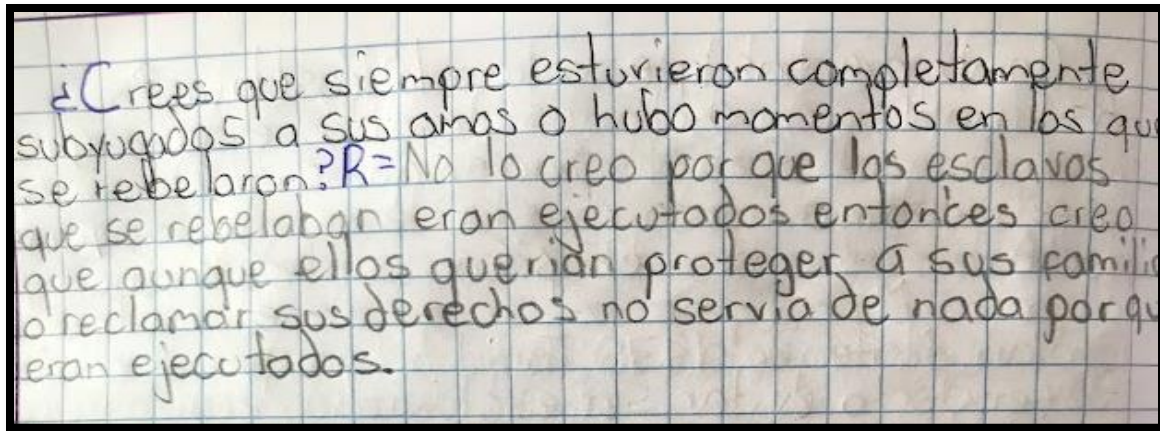 ¿Crees que siempre estuvieron completamente
subyugados a sus amos o hubo momentos en los que
se rebelaron? R= No lo creo por que los esclavos
que se rebelaban eran ejecutados entonces creo
que aunque ellos querían proteger a sus famili
o reclamar sus derechos no servía de nada porqu
eran ejecutados.